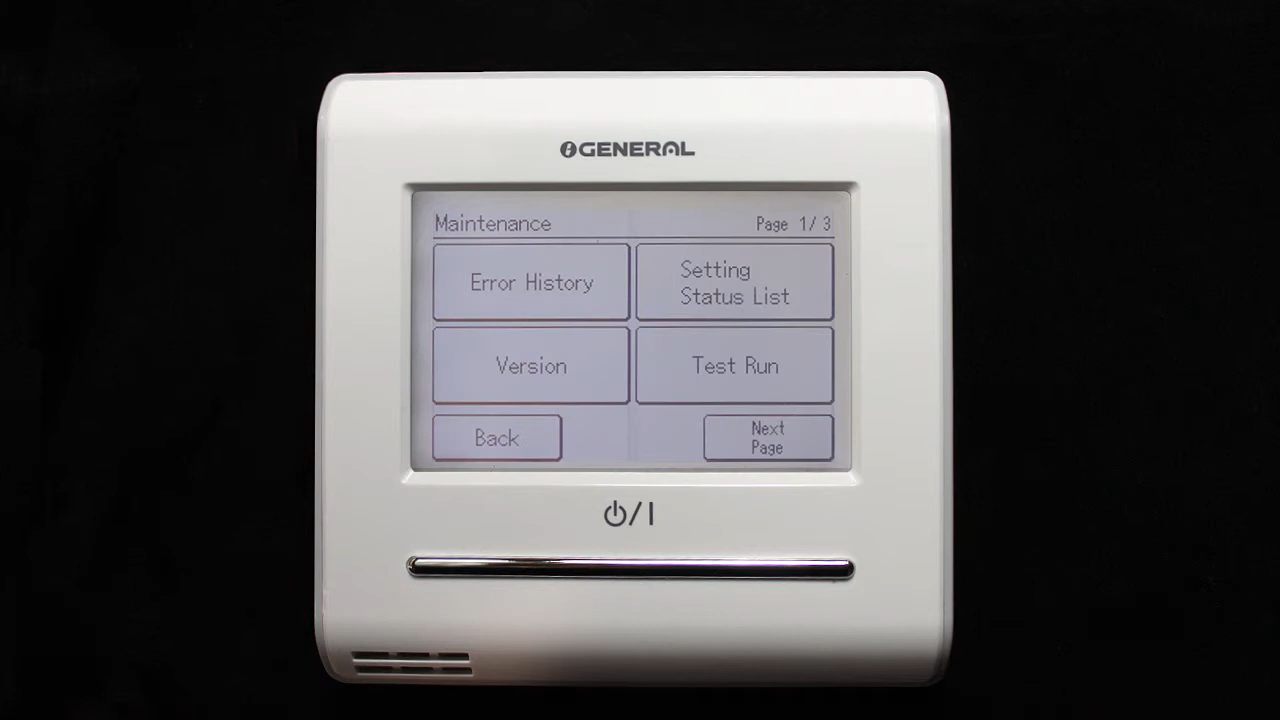 GENERAL
Maintenance Page 1/3
Error History
Setting
Status List
Version
Test Run
Back
Next
Page